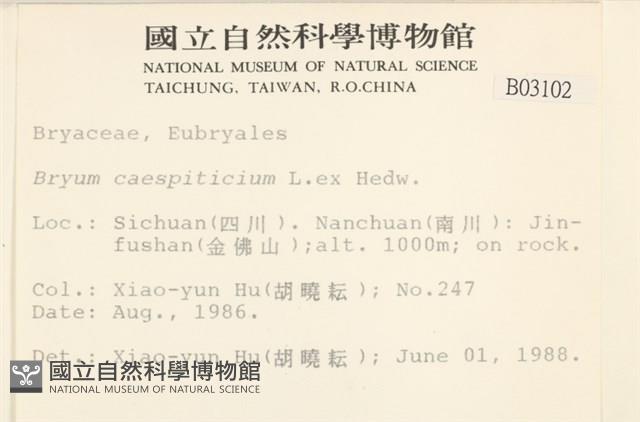 國立自然科學博物館
NATIONAL MUSEUM OF NATURAL SCIENCE
TAICHUNG, TAIWAN, R.O.CHINA
B03102
Bryaceae, Eubryales
Bryum caespiticium L.ex Hedw.
Loc.: Sichuan(四川). Nanchuan(南川): Jin-
fushan(金佛山);alt. 1000m; on rock.
Col.: Xiao-yun Hu(胡曉耘); No.247
Date: Aug., 1986.
Det.: Xiao-yun Hu(胡曉耘); June 01, 1988.
國立自然科學博物館
NATIONAL MUSEUM OF NATURAL SCIENCE